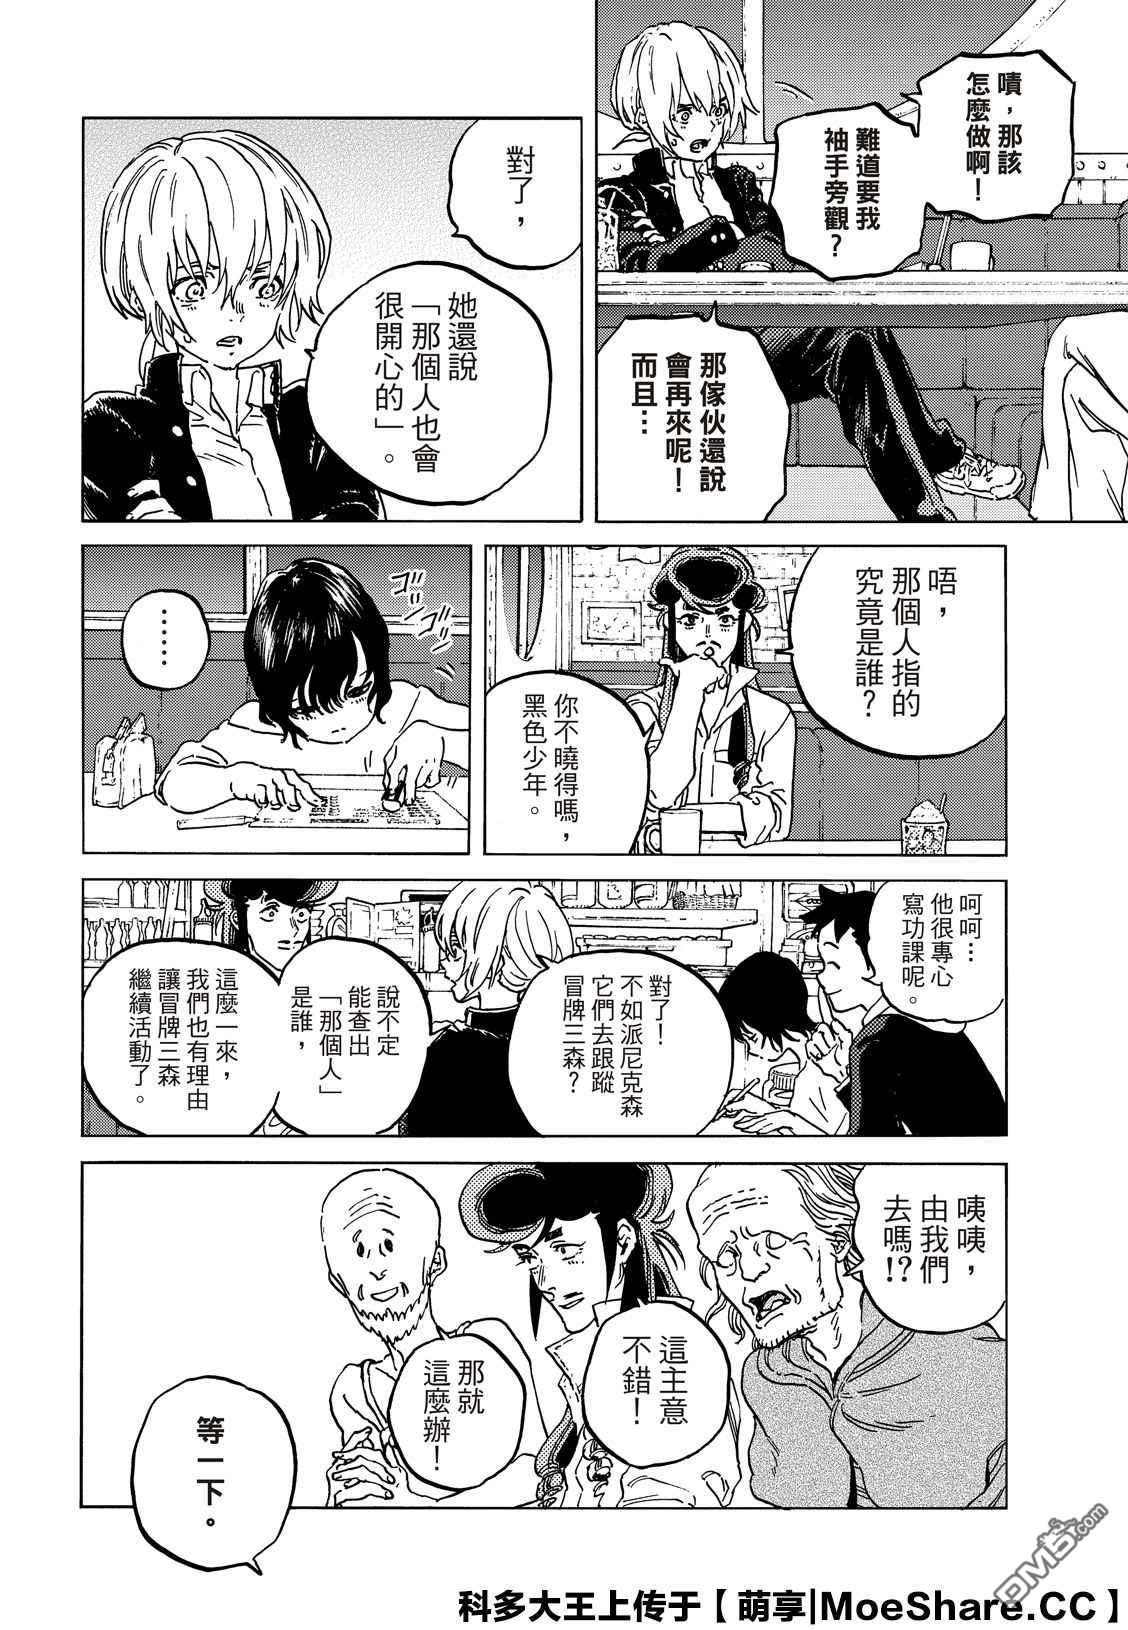 嘖，那該
怎麼做啊！
難道要我
袖手旁觀？
那傢伙還說
會再來呢！
而且…
對了，
她還說
「那個人也會
很開心的」。
唔，
那個人指的
究竟是誰？
你不曉得嗎，
黑色少年。
ゴシ
ゴシ
……
呵呵…
他很專心
寫功課呢。
對了！
不如派尼克森
它們去跟蹤
冒牌三森？
說不定
能查出
「那個人」
是誰，
這麼一來，
我們也有理由
讓冒牌三森
繼續活動了。
咦咦，
由我們
去嗎!?
這主意
不錯！
那就
這麼辦！
等一下。
DM5.com
科多大王上传于【萌享|MoeShare.CC】